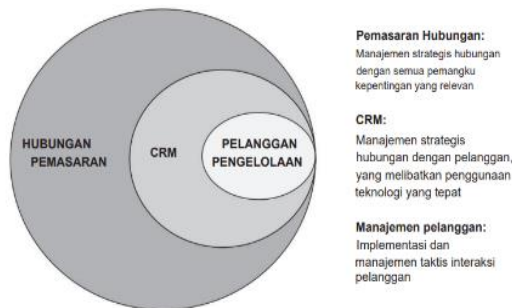 HUBUNGAN
PEMASARAN
CRM
PELANGGAN
PENGELOLAAN
Pemasaran Hubungan:
Manajemen strategis hubungan
dengan semua pemangku
kepentingan yang relevan
CRM:
Manajemen strategis
hubungan dengan pelanggan,
yang melibatkan penggunaan
teknologi yang tepat
Manajemen pelanggan:
Implementasi dan
manajemen taktis interaksi
pelanggan